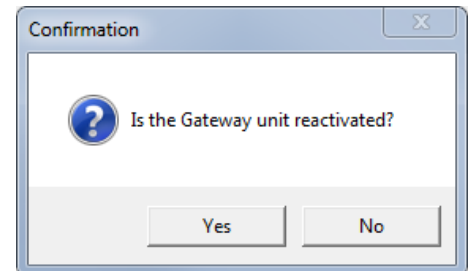 Confirmation
Is the Gateway unit reactivated?
Yes
No